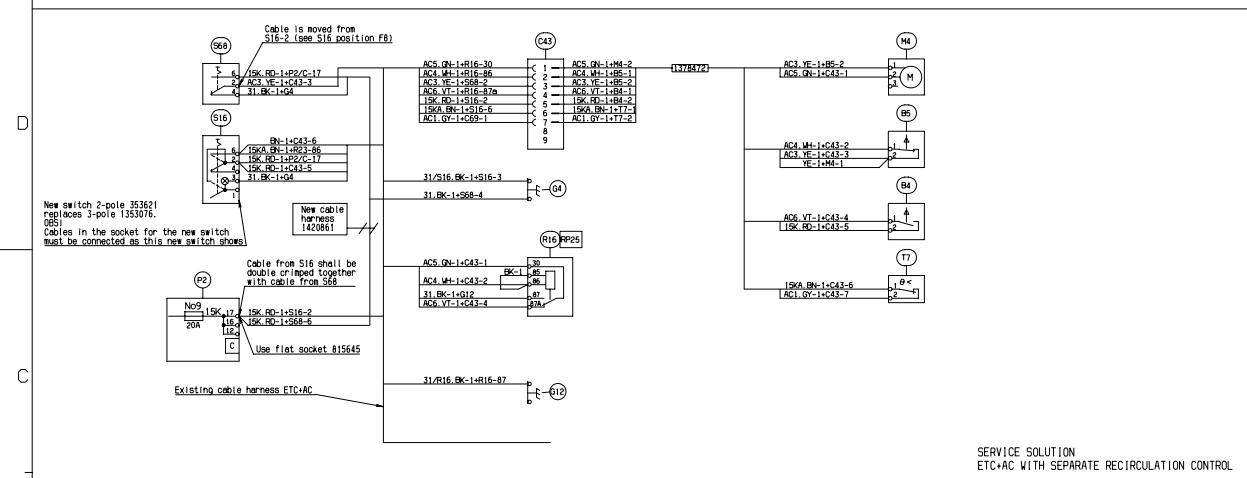 Cable is moved from
S16-2 (see S16 position F8)
S68
6 15K.RD-1+P2/C-17
2 AC3.YE-1+C43-3
4 31.BK-1+G4
D
S16
BN-1+C43-6
6 15KA.BN-1+R23-86
2 15K.RD-1+P2/C-17
4 15K.RD-1+C43-5
3 31.BK-1+G4
1
New switch 2-pole 353621
replaces 3-pole 1353076.
OBS!
Cables in the socket for the new switch
must be connected as this new switch shows
New cable
harness
1420861
Cable from S16 shall be
double crimped together
with cable from S68
P2
No9
20A
15K 17 15K.RD-1+S16-2
16 15K.RD-1+S68-6
12
C
Use flat socket 815645
C
Existing cable harness ETC+AC
C43
AC5.GN-1+R16-30 1 AC5.GN-1+M4-2
AC4.WH-1+R16-86 2 AC4.WH-1+B5-1
AC3.YE-1+S68-2 3 AC3.YE-1+B5-2
AC6.VT-1+R16-87a 4 AC6.VT-1+B4-1
15K.RD-1+S16-2 5 15K.RD-1+B4-2
15KA.BN-1+S16-6 6 15KA.BN-1+T7-1
AC1.GY-1+C69-1 7 AC1.GY-1+T7-2
8
9
1378472
31/S16.BK-1+S16-3
G4
31.BK-1+S68-4
R16 RP25
AC5.GN-1+C43-1 30
BK-1 85
AC4.WH-1+C43-2 86
31.BK-1+G12 87
AC6.VT-1+C43-4 87A
31/R16.BK-1+R16-87
G12
M4
AC3.YE-1+B5-2 1
AC5.GN-1+C43-1 2
3
M
B5
AC4.WH-1+C43-2 1
AC3.YE-1+C43-3 2
YE-1+M4-1
B4
AC6.VT-1+C43-4 1
15K.RD-1+C43-5 2
T7
15KA.BN-1+C43-6 1 θ<
AC1.GY-1+C43-7 2
SERVICE SOLUTION
ETC+AC WITH SEPARATE RECIRCULATION CONTROL